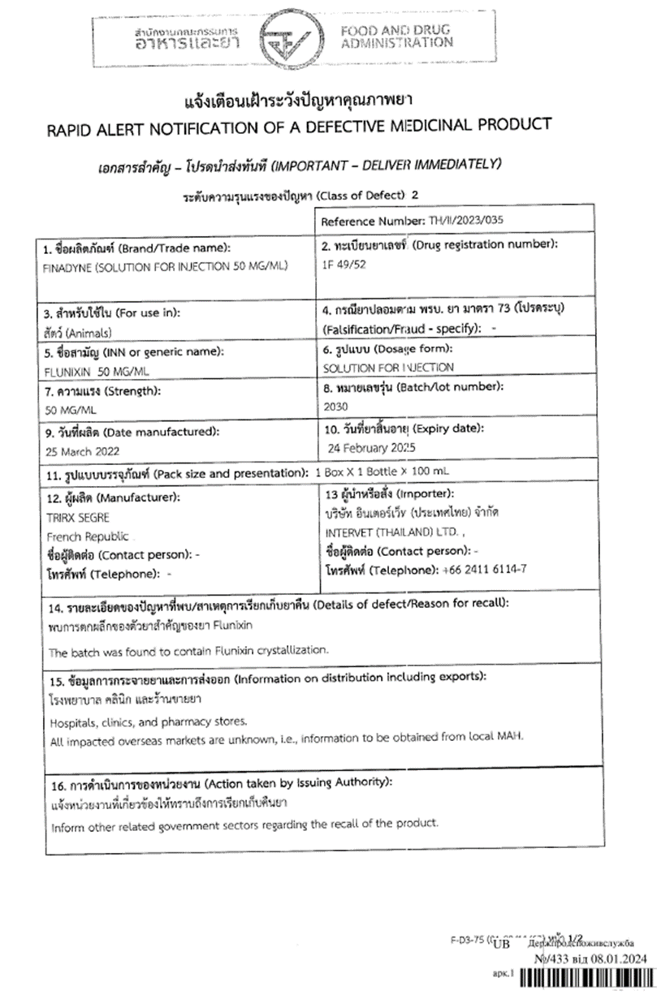 สำนักงานคณะกรรมการ
อาหารและยา
FOOD AND DRUG
ADMINISTRATION
แจ้งเตือนเฝ้าระวังปัญหาคุณภาพยา
RAPID ALERT NOTIFICATION OF A DEFECTIVE MEDICINAL PRODUCT
เอกสารสำคัญ – โปรดนำส่งทันที (IMPORTANT – DELIVER IMMEDIATELY)
ระดับความรุนแรงของปัญหา (Class of Defect) 2
Reference Number: TH/II/2023/035
1. ชื่อผลิตภัณฑ์ (Brand/Trade name):
FINADYNE (SOLUTION FOR INJECTION 50 MG/ML)
2. ทะเบียนยาเลขที่ (Drug registration number):
1F 49/52
3. สำหรับใช้ใน (For use in):
สัตว์ (Animals)
4. กรณียาปลอมตาม พรบ. ยา มาตรา 73 (โปรดระบุ)
(Falsification/Fraud - specify): -
5. ชื่อสามัญ (INN or generic name):
FLUNIXIN 50 MG/ML
6. รูปแบบ (Dosage form):
SOLUTION FOR INJECTION
7. ความแรง (Strength):
50 MG/ML
8. หมายเลขรุ่น (Batch/lot number):
2030
9. วันที่ผลิต (Date manufactured):
25 March 2022
10. วันที่ยาสิ้นอายุ (Expiry date):
24 February 2025
11. รูปแบบบรรจุภัณฑ์ (Pack size and presentation): 1 Box X 1 Bottle X 100 mL
12. ผู้ผลิต (Manufacturer):
TRIRX SEGRE
French Republic
ชื่อผู้ติดต่อ (Contact person): -
โทรศัพท์ (Telephone): -
13 ผู้นำหรือสั่ง (Importer):
บริษัท อินเตอร์เว็ท (ประเทศไทย) จำกัด
INTERVET (THAILAND) LTD. ,
ชื่อผู้ติดต่อ (Contact person): -
โทรศัพท์ (Telephone): +66 2411 6114-7
14. รายละเอียดของปัญหาที่พบ/สาเหตุการเรียกเก็บยาคืน (Details of defect/Reason for recall):
พบการตกผลึกของตัวยาสำคัญของยา Flunixin
The batch was found to contain Flunixin crystallization.
15. ข้อมูลการกระจายยาและการส่งออก (Information on distribution including exports):
โรงพยาบาล คลินิก และร้านขายยา
Hospitals, clinics, and pharmacy stores.
All impacted overseas markets are unknown, i.e., information to be obtained from local MAH.
16. การดำเนินการของหน่วยงาน (Action taken by Issuing Authority):
แจ้งหน่วยงานที่เกี่ยวข้องให้ทราบถึงการเรียกเก็บคืนยา
Inform other related government sectors regarding the recall of the product.
F-D3-75 หน้า 1/2
UB Держпродспоживслужба
№/433 від 08.01.2024
арк.1